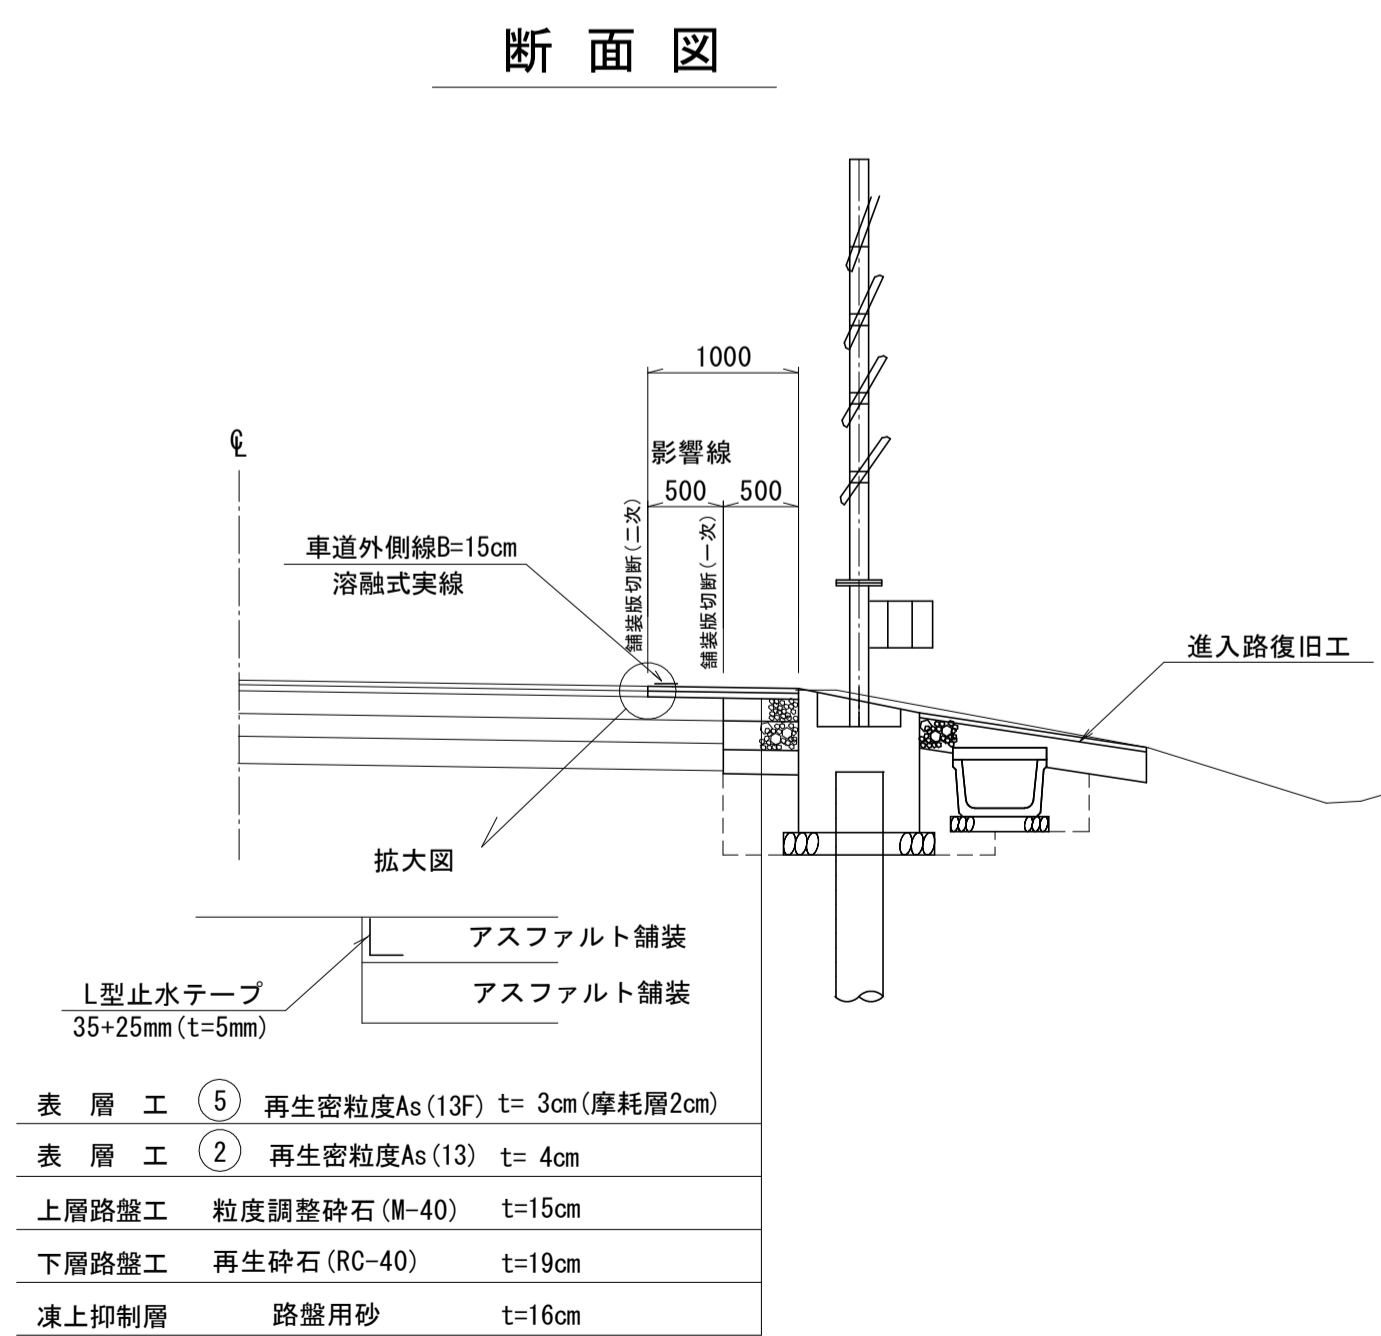 断面図
1000
℄
影響線
500
500
舗装版切断(二次)
舗装版切断(一次)
車道外側線B=15cm
溶融式実線
進入路復旧工
拡大図
アスファルト舗装
アスファルト舗装
L型止水テープ
35+25mm(t=5mm)
表層工 ⑤ 再生密粒度As(13F) t= 3cm(摩耗層2cm)
表層工 ② 再生密粒度As(13) t= 4cm
上層路盤工 粒度調整砕石(M-40) t=15cm
下層路盤工 再生砕石(RC-40) t=19cm
凍上抑制層 路盤用砂 t=16cm